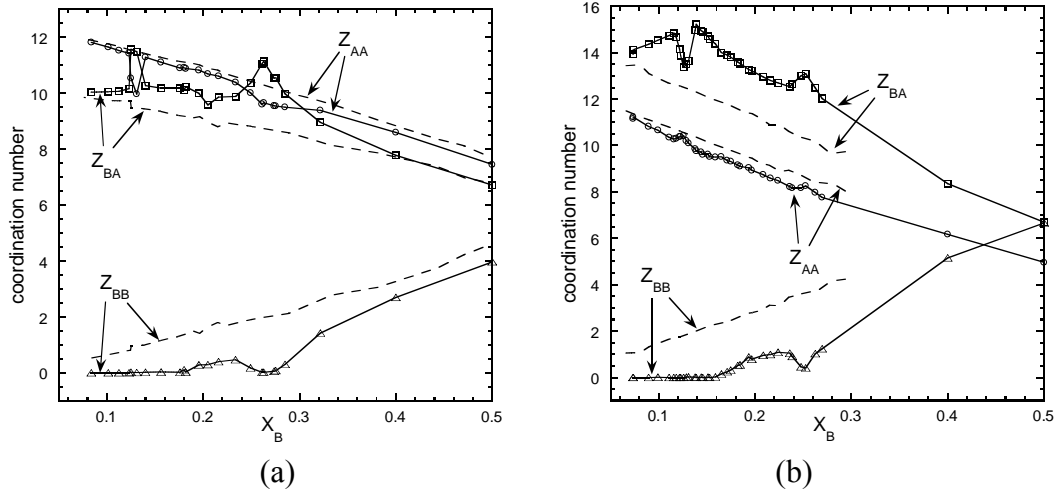 12
10
8
6
4
2
0
coordination number
Z_AA
Z_BA
Z_BB
0.1 0.2 0.3 0.4 0.5
X_B
(a)
16
14
12
10
8
6
4
2
0
coordination number
Z_BA
Z_AA
Z_BB
0.1 0.2 0.3 0.4 0.5
X_B
(b)